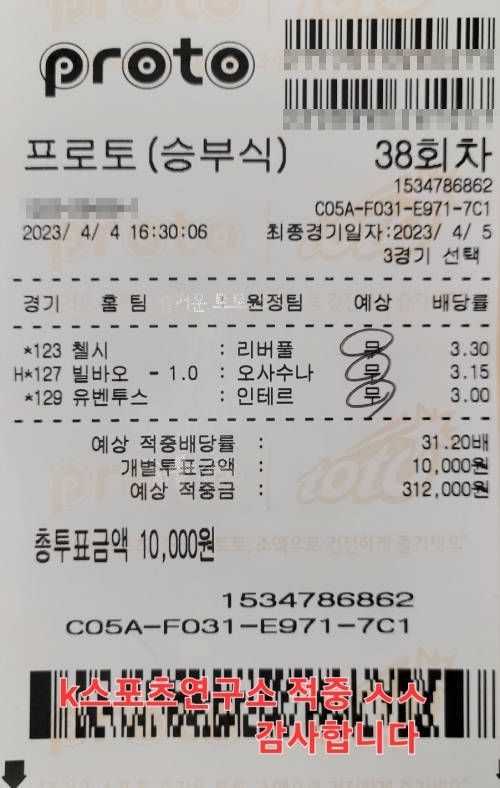 proto
프로토(승부식) 38회차
1534786862
C05A-F031-E971-7C1
2023/ 4/ 4 16:30:06 최종경기일자:2023/ 4/ 5
3경기 선택
경기 홈 팀 : 원정팀 예상 배당률
*123 첼시 : 리버풀 무 3.30
H*127 빌바오 - 1.0 : 오사수나 무 3.15
*129 유벤투스 : 인테르 무 3.00
예상 적중배당률 : 31.20배
개별투표금액 : 10,000원
예상 적중금 : 312,000원
총투표금액 10,000원
1534786862
C05A-F031-E971-7C1
k스포츠연구소 적중 ㅅㅅ
감사합니다